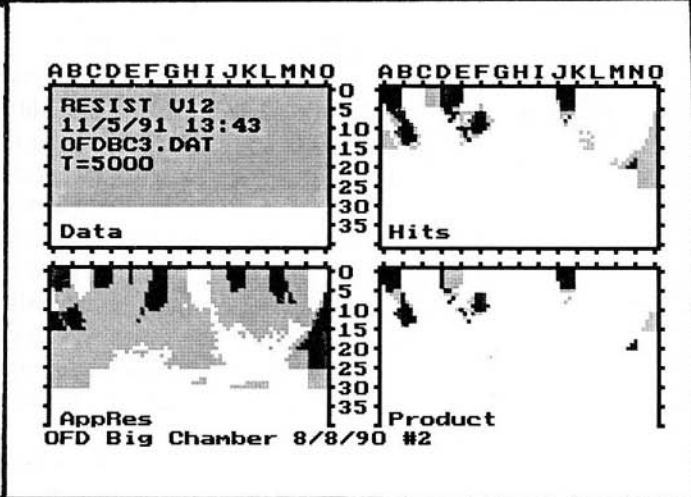 ABCDEFGHIJKLMNO ABCDEFGHIJKLMNO
RESIST V12
11/5/91 13:43
OFDBC3.DAT
T=5000
Data
0
5
10
15
20
25
30
35
Hits
AppRes
0
5
10
15
20
25
30
35
Product
OFD Big Chamber 8/8/90 #2